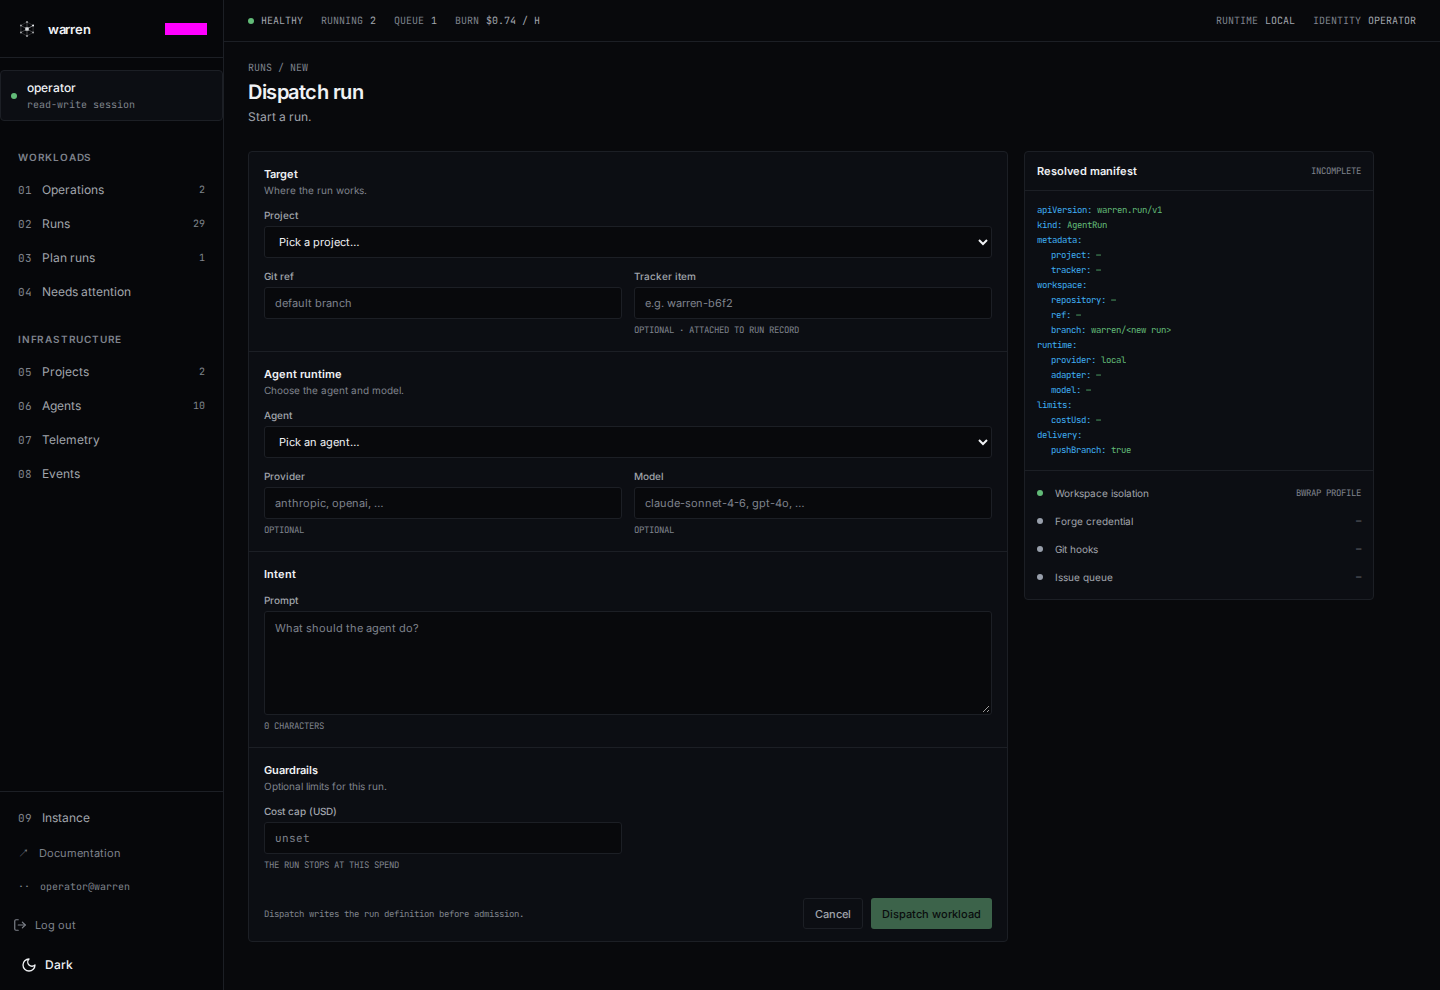 warren
operator
read-write session
WORKLOADS
01 Operations 2
02 Runs 29
03 Plan runs 1
04 Needs attention
INFRASTRUCTURE
05 Projects 2
06 Agents 10
07 Telemetry
08 Events
09 Instance
Documentation
operator@warren
Log out
Dark
HEALTHY RUNNING 2 QUEUE 1 BURN $0.74 / H
RUNTIME LOCAL IDENTITY OPERATOR
RUNS / NEW
Dispatch run
Start a run.
Target
Where the run works.
Project
Pick a project...
Git ref
default branch
Tracker item
e.g. warren-b6f2
OPTIONAL · ATTACHED TO RUN RECORD
Agent runtime
Choose the agent and model.
Agent
Pick an agent...
Provider
anthropic, openai, ...
OPTIONAL
Model
claude-sonnet-4-6, gpt-4o, ...
OPTIONAL
Intent
Prompt
What should the agent do?
0 CHARACTERS
Guardrails
Optional limits for this run.
Cost cap (USD)
unset
THE RUN STOPS AT THIS SPEND
Dispatch writes the run definition before admission.
Cancel
Dispatch workload
Resolved manifest INCOMPLETE
apiVersion: warren.run/v1
kind: AgentRun
metadata:
project: —
tracker: —
workspace:
repository: —
ref: —
branch: warren/<new run>
runtime:
provider: local
adapter: —
model: —
limits:
costUsd: —
delivery:
pushBranch: true
Workspace isolation BWRAP PROFILE
Forge credential —
Git hooks —
Issue queue —